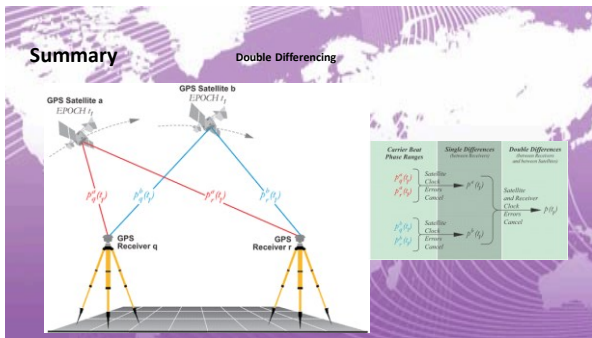 Summary
Double Differencing
GPS Satellite a
EPOCH t₁
GPS Satellite b
EPOCH t₁
GPS
Receiver q
GPS
Receiver r
Carrier Beat
Phase Ranges
Single Differences
(between Receivers)
Double Differences
(between Receivers
and between Satellites)
Satellite
Clock
Errors
Cancel
Satellite
Clock
Errors
Cancel
Satellite
and Receiver
Clock
Errors
Cancel